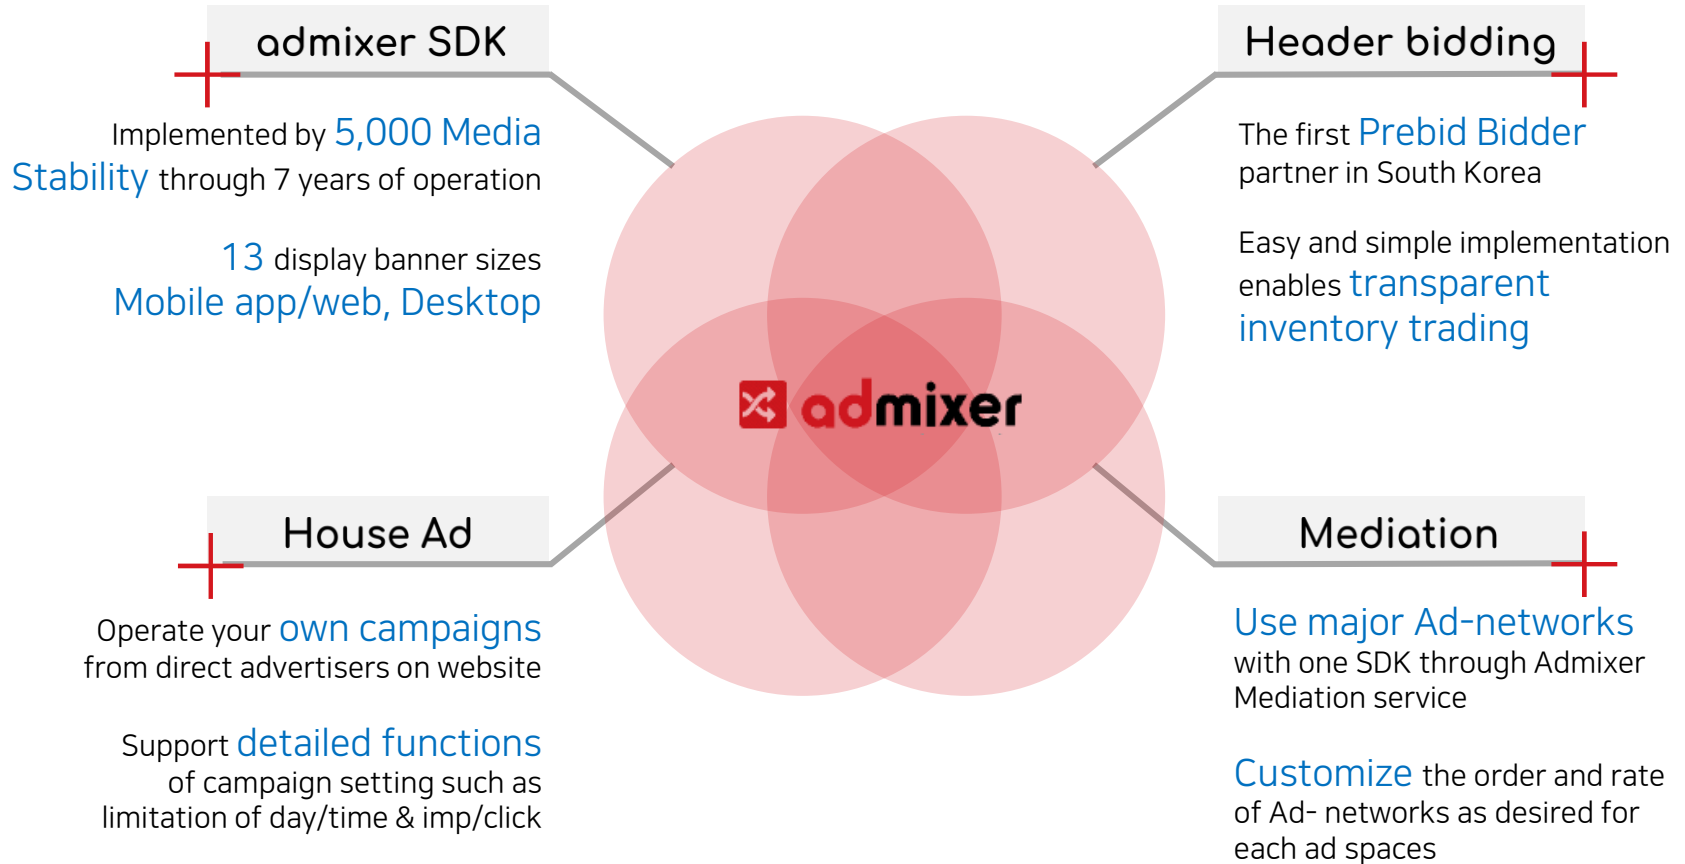 admixer SDK
Implemented by 5,000 Media
Stability through 7 years of operation
13 display banner sizes
Mobile app/web, Desktop
Header bidding
The first Prebid Bidder
partner in South Korea
Easy and simple implementation
enables transparent
inventory trading
admixer
House Ad
Operate your own campaigns
from direct advertisers on website
Support detailed functions
of campaign setting such as
limitation of day/time & imp/click
Mediation
Use major Ad-networks
with one SDK through Admixer
Mediation service
Customize the order and rate
of Ad- networks as desired for
each ad spaces